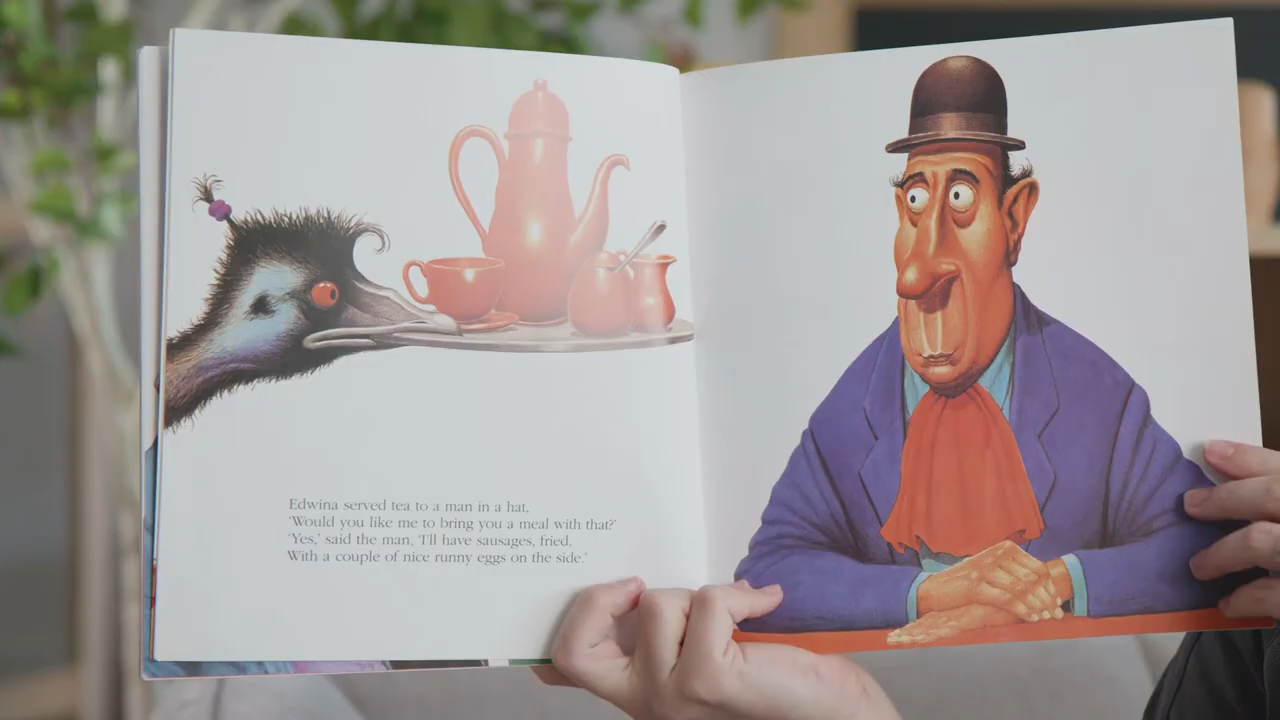 Edwina served tea to a man in a hat,
'Would you like me to bring you a meal with that?'
'Yes,' said the man, 'I'll have sausages, fried,
With a couple of nice runny eggs on the side.'